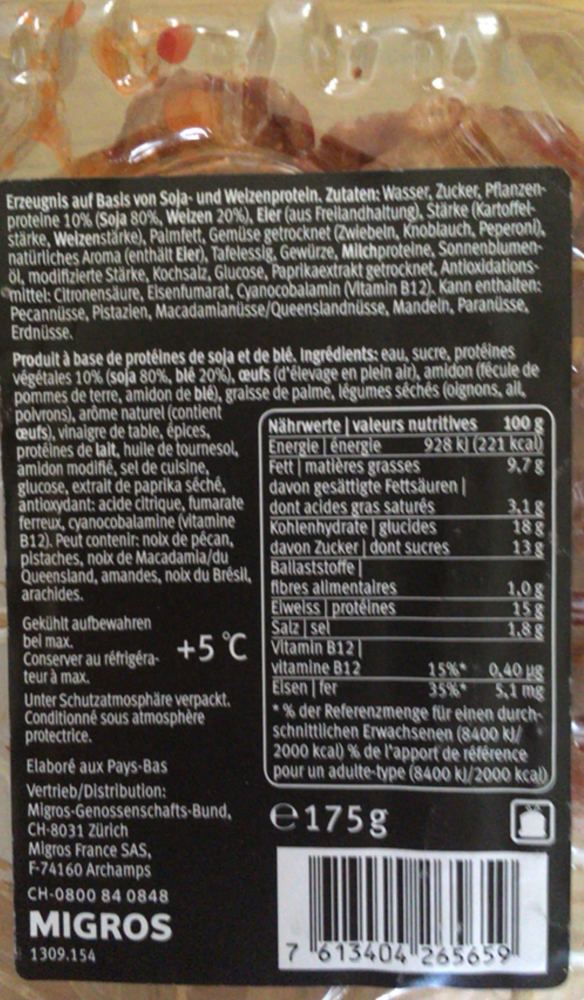 Erzeugnis auf Basis von Soja- und Weizenprotein. Zutaten: Wasser, Zucker, Pflanzen-
proteine 10% (Soja 80%, Weizen 20%), Eier (aus Freilandhaltung), Stärke (Kartoffel-
stärke, Weizenstärke), Palmfett, Gemüse getrocknet (Zwiebeln, Knoblauch, Peperoni),
natürliches Aroma (enthält Eier), Tafelessig, Gewürze, Milchproteine, Sonnenblumen-
öl, modifizierte Stärke, Kochsalz, Glucose, Paprikaextrakt getrocknet, Antioxidations-
mittel: Citronensäure, Eisenfumarat, Cyanocobalamin (Vitamin B12). Kann enthalten:
Pecannüsse, Pistazien, Macadamianüsse/Queenslandnüsse, Mandeln, Paranüsse,
Erdnüsse.
Produit à base de protéines de soja et de blé. Ingrédients: eau, sucre, protéines
végétales 10% (soja 80%, blé 20%), œufs (d'élevage en plein air), amidon (fécule de
pommes de terre, amidon de blé), graisse de palme, légumes séchés (oignons, ail,
poivrons), arôme naturel (contient
œufs), vinaigre de table, épices,
protéines de lait, huile de tournesol,
amidon modifié, sel de cuisine,
glucose, extrait de paprika séché,
antioxydant: acide citrique, fumarate
ferreux, cyanocobalamine (vitamine
B12). Peut contenir: noix de pécan,
pistaches, noix de Macadamia/du
Queensland, amandes, noix du Brésil,
arachides.
Gekühlt aufbewahren
bei max.
Conserver au réfrigéra-
teur à max.
+5 °C
Unter Schutzatmosphäre verpackt.
Conditionné sous atmosphère
protectrice.
Elaboré aux Pays-Bas
Vertrieb/Distribution:
Migros-Genossenschafts-Bund,
CH-8031 Zürich
Migros France SAS,
F-74160 Archamps
CH-0800 84 0848
MIGROS
1309.154
Nährwerte | valeurs nutritives 100 g
Energie | énergie 928 kJ (221 kcal)
Fett | matières grasses 9,7 g
davon gesättigte Fettsäuren |
dont acides gras saturés 3,1 g
Kohlenhydrate | glucides 18 g
davon Zucker | dont sucres 13 g
Ballaststoffe |
fibres alimentaires 1,0 g
Eiweiss | protéines 15 g
Salz | sel 1,8 g
Vitamin B12 |
vitamine B12 15%* 0,40 µg
Eisen | fer 35%* 5,1 mg
* % der Referenzmenge für einen durch-
schnittlichen Erwachsenen (8400 kJ/
2000 kcal) % de l'apport de référence
pour un adulte-type (8400 kJ/2000 kcal)
℮175g
7 613404 265659